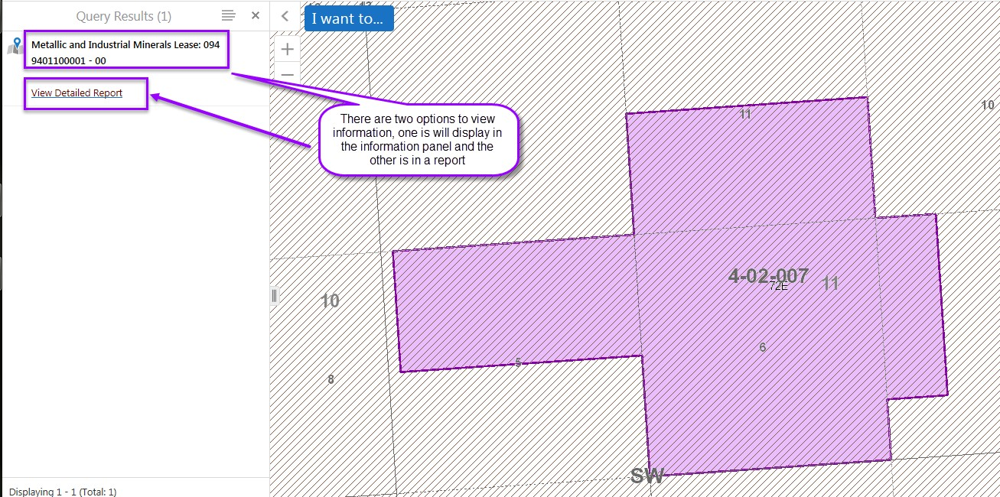 Query Results (1)
I want to...
Metallic and Industrial Minerals Lease: 094
9401100001 - 00
View Detailed Report
There are two options to view
information, one is will display in
the information panel and the
other is in a report
11
10
4-02-007
72E
11
10
6
5
8
SW
Displaying 1 - 1 (Total: 1)